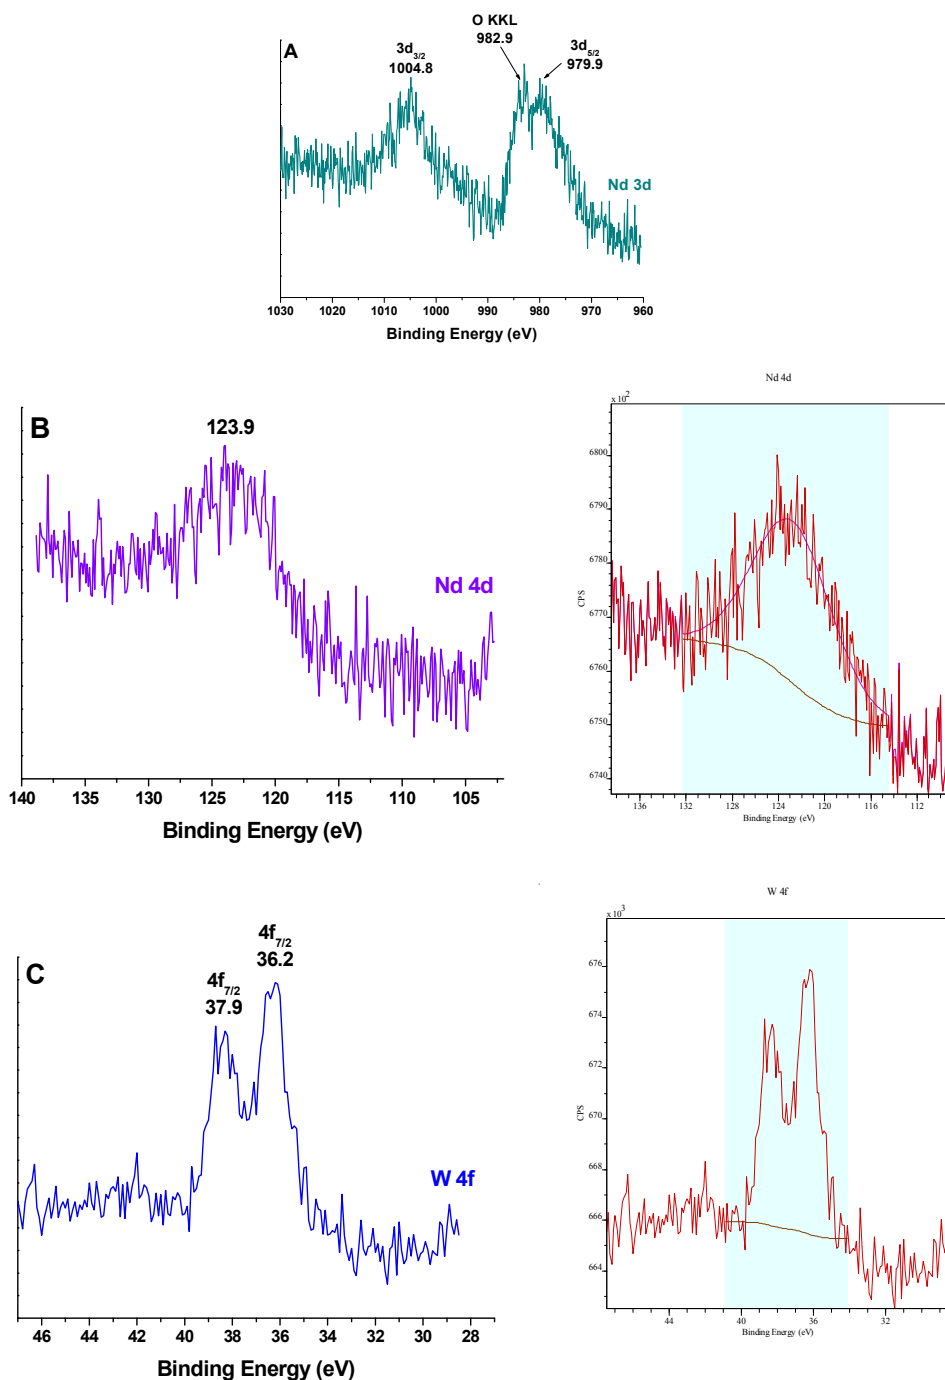 A
O KKL
982.9
3d3/2
1004.8
3d5/2
979.9
Nd 3d
1030 1020 1010 1000 990 980 970 960
Binding Energy (eV)
B
123.9
Nd 4d
140 135 130 125 120 115 110 105
Binding Energy (eV)
Nd 4d
x 10^2
6800
6790
6780
6770
6760
6750
6740
CPS
136 132 128 124 120 116 112
Binding Energy (eV)
C
4f7/2
37.9
4f7/2
36.2
W 4f
46 44 42 40 38 36 34 32 30 28
Binding Energy (eV)
W 4f
x 10^3
676
674
672
670
668
666
664
CPS
44 40 36 32
Binding Energy (eV)